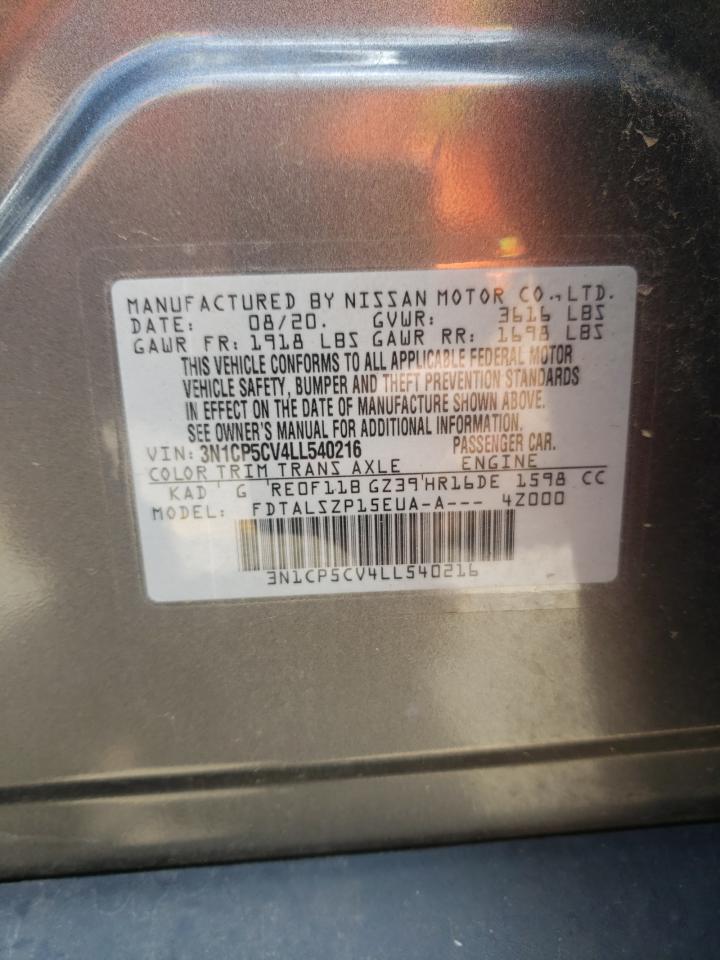 MANUFACTURED BY NISSAN MOTOR CO., LTD.
DATE: 08/20. GVWR: 3616 LBS
GAWR FR: 1918 LBS GAWR RR: 1698 LBS
THIS VEHICLE CONFORMS TO ALL APPLICABLE FEDERAL MOTOR
VEHICLE SAFETY, BUMPER AND THEFT PREVENTION STANDARDS
IN EFFECT ON THE DATE OF MANUFACTURE SHOWN ABOVE.
SEE OWNER'S MANUAL FOR ADDITIONAL INFORMATION.
VIN: 3N1CP5CV4LL540216 PASSENGER CAR.
COLOR TRIM TRANS AXLE ENGINE
KAD ' G 'RE0F11B GZ39'HR16DE 1598 CC
MODEL: FDTALSZP15EUA-A--- 4Z000
3N1CP5CV4LL540216